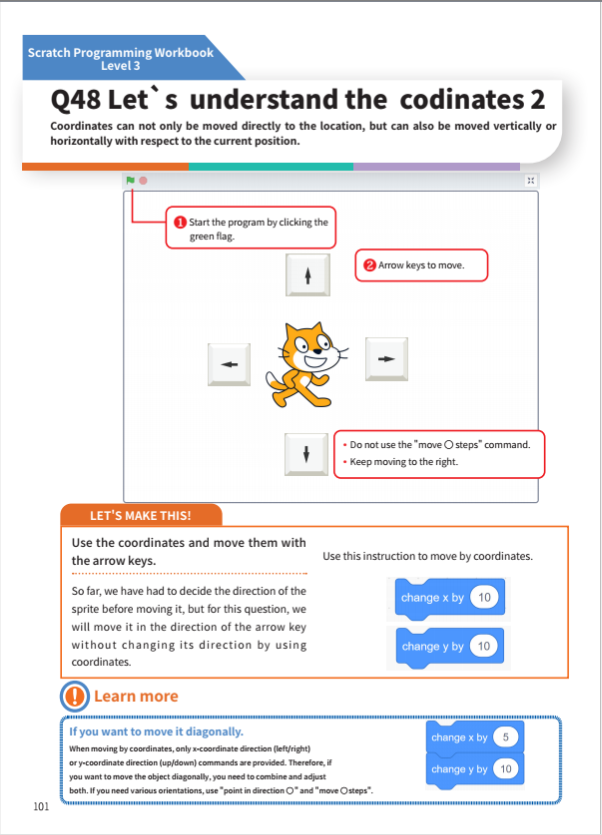 Scratch Programming Workbook
Level 3
Q48 Let`s understand the codinates 2
Coordinates can not only be moved directly to the location, but can also be moved vertically or
horizontally with respect to the current position.
1 Start the program by clicking the
green flag.
2 Arrow keys to move.
• Do not use the "move ○ steps" command.
• Keep moving to the right.
LET'S MAKE THIS!
Use the coordinates and move them with
the arrow keys.
So far, we have had to decide the direction of the
sprite before moving it, but for this question, we
will move it in the direction of the arrow key
without changing its direction by using
coordinates.
Use this instruction to move by coordinates.
change x by 10
change y by 10
Learn more
If you want to move it diagonally.
When moving by coordinates, only x-coordinate direction (left/right)
or y-coordinate direction (up/down) commands are provided. Therefore, if
you want to move the object diagonally, you need to combine and adjust
both. If you need various orientations, use "point in direction ○" and "move ○ steps".
change x by 5
change y by 10
101